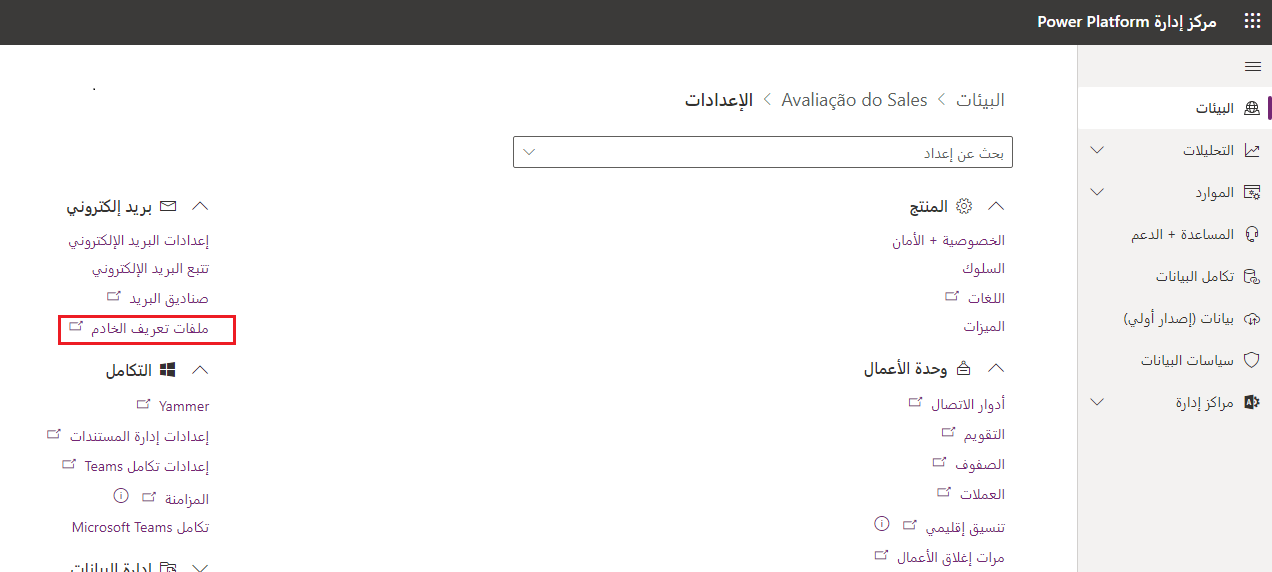 مركز إدارة Power Platform
البيئات
التحليلات
الموارد
المساعدة + الدعم
تكامل البيانات
بيانات (إصدار أولي)
سياسات البيانات
مراكز إدارة
البيئات > Avaliação do Sales > الإعدادات
بحث عن إعداد
المنتج
الخصوصية + الأمان
السلوك
اللغات
الميزات
وحدة الأعمال
أدوار الاتصال
التقويم
الصفوف
العملات
تنسيق إقليمي
مرات إغلاق الأعمال
بريد إلكتروني
إعدادات البريد الإلكتروني
تتبع البريد الإلكتروني
صناديق البريد
ملفات تعريف الخادم
التكامل
Yammer
إعدادات إدارة المستندات
إعدادات تكامل Teams
المزامنة
تكامل Microsoft Teams
إدارة البيانات